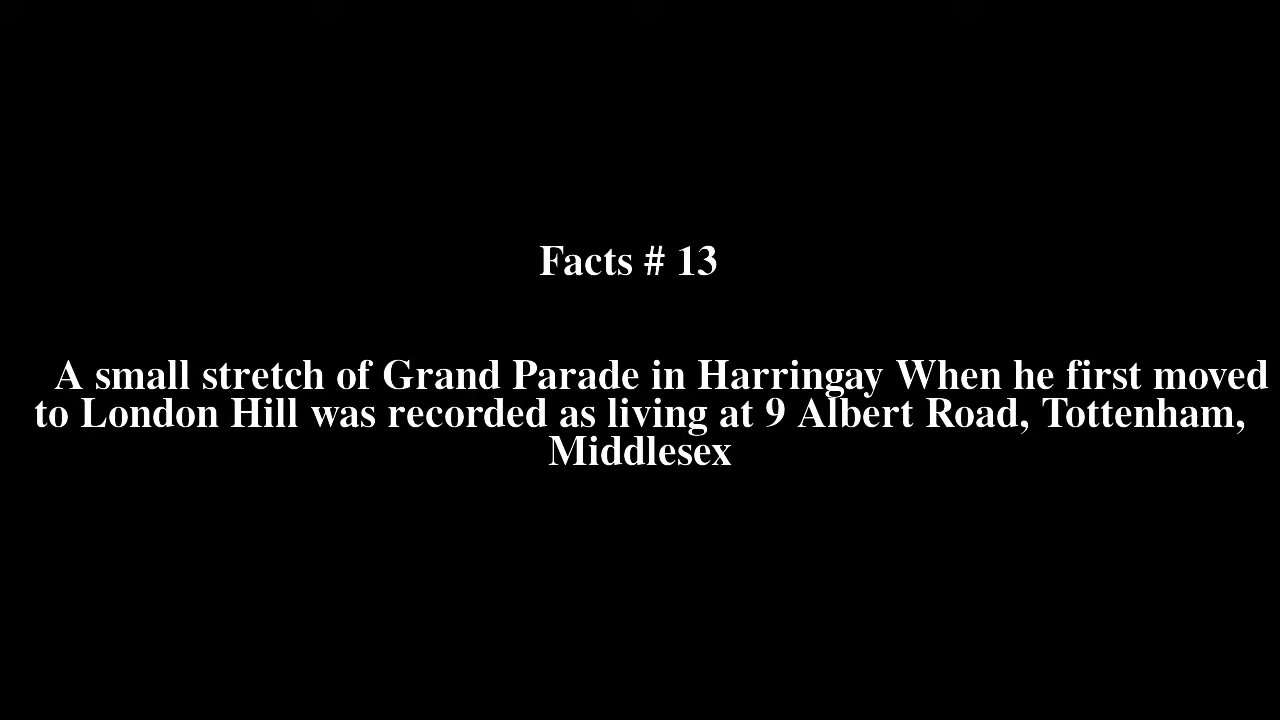 Facts # 13
A small stretch of Grand Parade in Harringay When he first moved
to London Hill was recorded as living at 9 Albert Road, Tottenham,
Middlesex